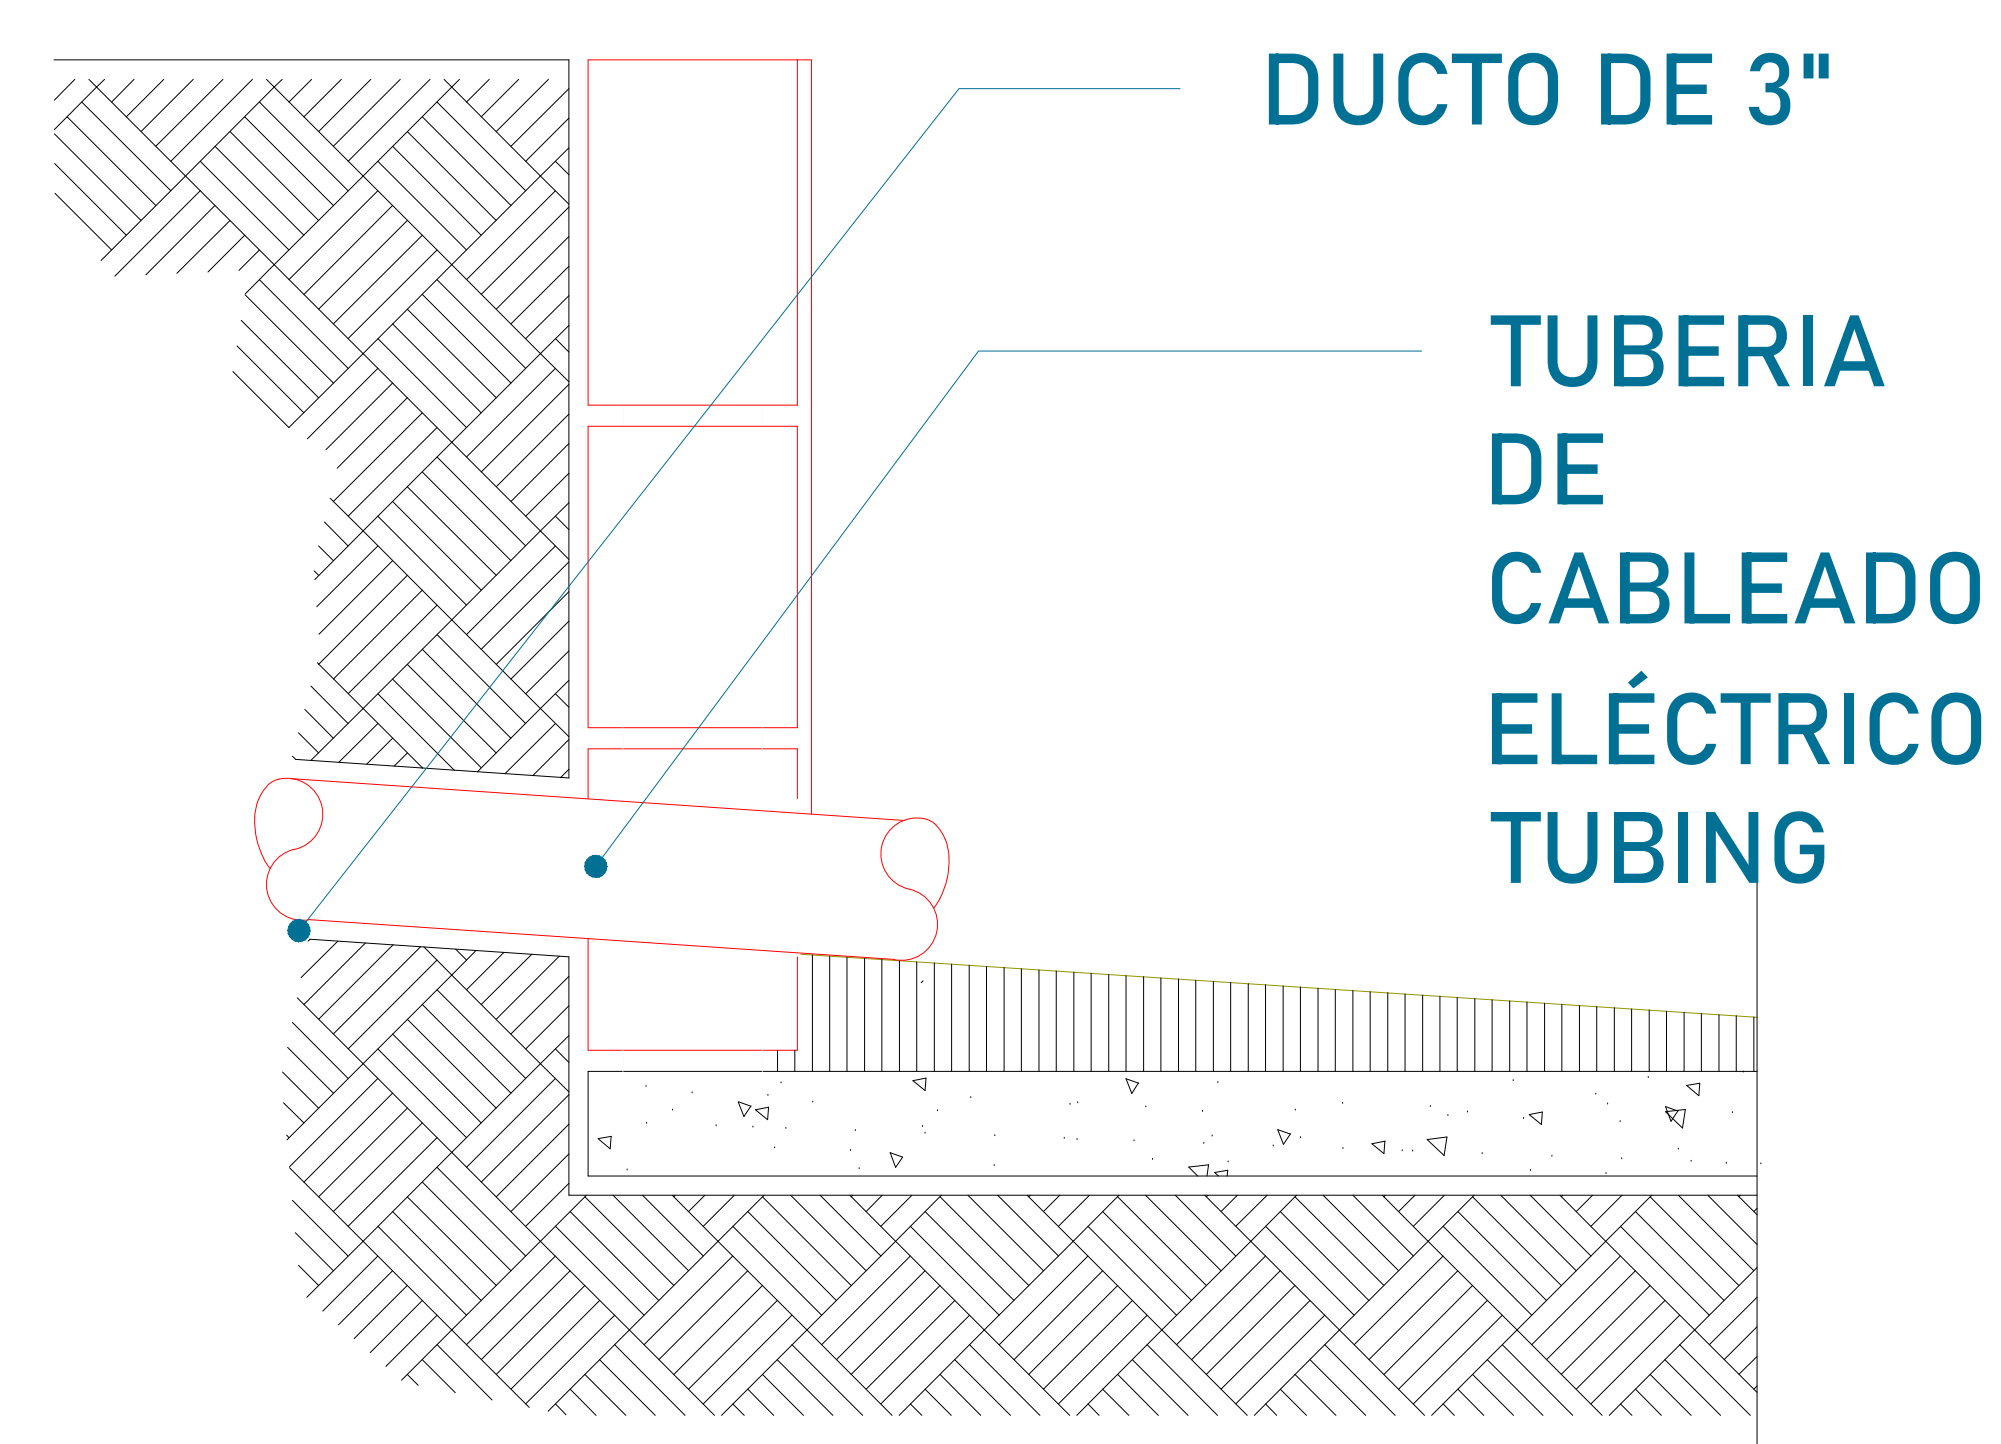 DUCTO DE 3"
TUBERIA
DE
CABLEADO
ELÉCTRICO
TUBING